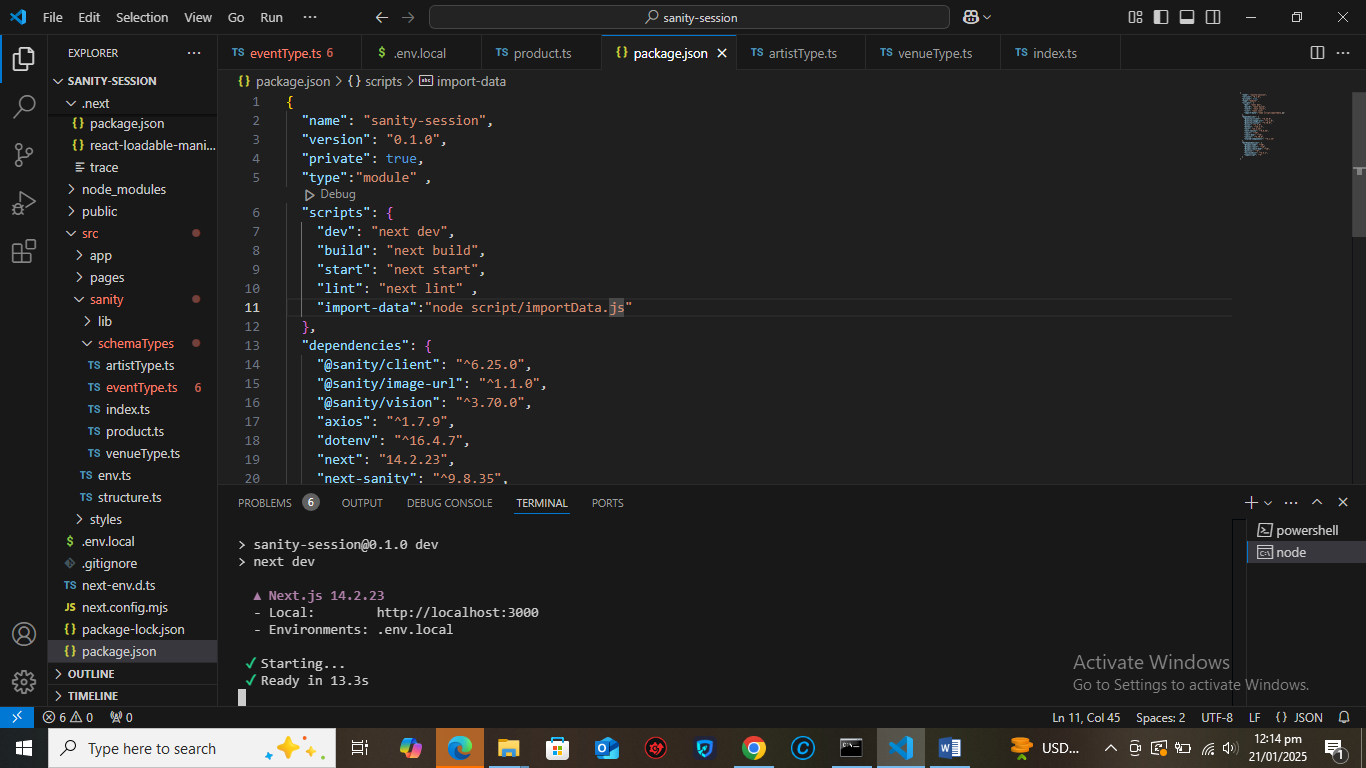 File Edit Selection View Go Run ··· sanity-session
EXPLORER ···
SANITY-SESSION
.next
package.json
react-loadable-mani...
trace
node_modules
public
src
app
pages
sanity
lib
schemaTypes
TS artistType.ts
TS eventType.ts 6
TS index.ts
TS product.ts
TS venueType.ts
TS env.ts
TS structure.ts
styles
$ .env.local
.gitignore
TS next-env.d.ts
JS next.config.mjs
{} package-lock.json
{} package.json
OUTLINE
TIMELINE
TS eventType.ts 6 $ .env.local TS product.ts {} package.json TS artistType.ts TS venueType.ts TS index.ts
{} package.json > {} scripts > abc import-data
1 {
2 "name": "sanity-session",
3 "version": "0.1.0",
4 "private": true,
5 "type":"module" ,
Debug
6 "scripts": {
7 "dev": "next dev",
8 "build": "next build",
9 "start": "next start",
10 "lint": "next lint" ,
11 "import-data":"node script/importData.js"
12 },
13 "dependencies": {
14 "@sanity/client": "^6.25.0",
15 "@sanity/image-url": "^1.1.0",
16 "@sanity/vision": "^3.70.0",
17 "axios": "^1.7.9",
18 "dotenv": "^16.4.7",
19 "next": "14.2.23",
20 "next-sanity": "^9.8.35",
PROBLEMS 6 OUTPUT DEBUG CONSOLE TERMINAL PORTS
> sanity-session@0.1.0 dev
> next dev
▲ Next.js 14.2.23
- Local: http://localhost:3000
- Environments: .env.local
✓ Starting...
✓ Ready in 13.3s
powershell
node
Activate Windows
Go to Settings to activate Windows.
6 0 0 Ln 11, Col 45 Spaces: 2 UTF-8 LF {} JSON
Type here to search
USD...
12:14 pm
21/01/2025
1